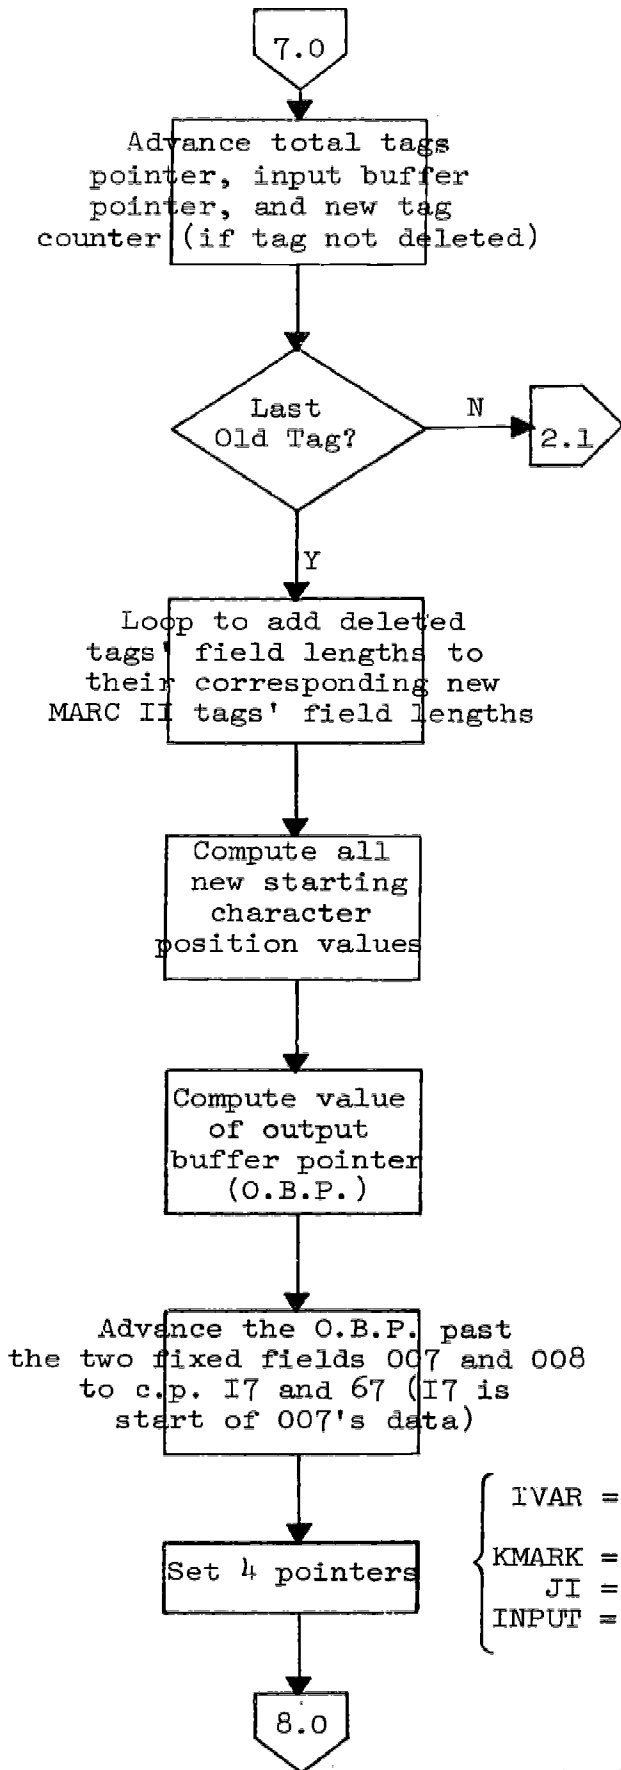 7.0
Advance total tags
pointer, input buffer
pointer, and new tag
counter (if tag not deleted)
Last
Old Tag?
N
2.1
Y
Loop to add deleted
tags' field lengths to
their corresponding new
MARC II tags' field lengths
Compute all
new starting
character
position values
Compute value
of output
buffer pointer
(O.B.P.)
Advance the O.B.P. past
the two fixed fields 007 and 008
to c.p. I7 and 67 (I7 is
start of 007's data)
Set 4 pointers
IVAR =
KMARK =
JI =
INPUT =
8.0